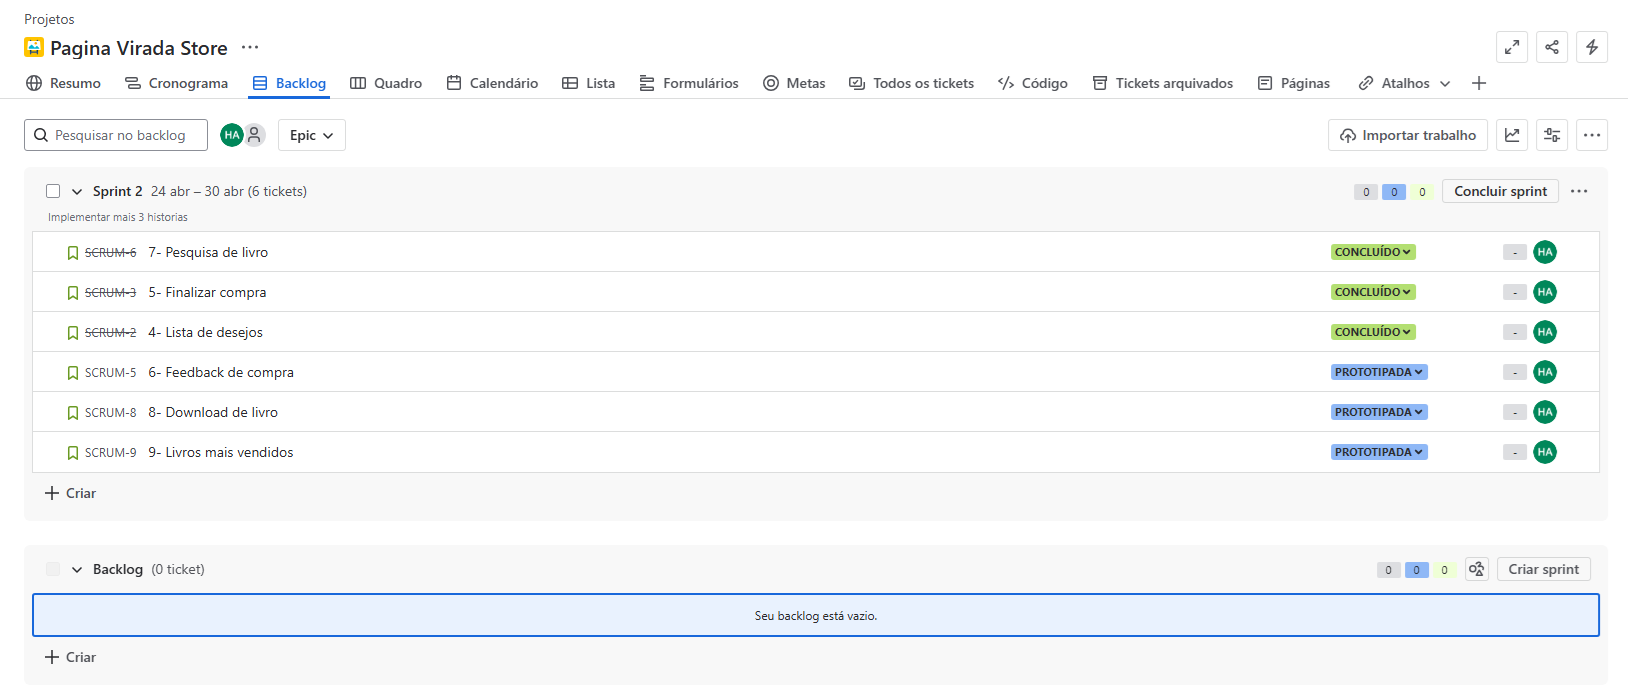 Projetos
Pagina Virada Store ···
Resumo Cronograma Backlog Quadro Calendário Lista Formulários Metas Todos os tickets Código Tickets arquivados Páginas Atalhos
Pesquisar no backlog HA Epic Importar trabalho
Sprint 2 24 abr – 30 abr (6 tickets) 0 0 0 Concluir sprint
Implementar mais 3 historias
SCRUM-6 7- Pesquisa de livro CONCLUÍDO - HA
SCRUM-3 5- Finalizar compra CONCLUÍDO - HA
SCRUM-2 4- Lista de desejos CONCLUÍDO - HA
SCRUM-5 6- Feedback de compra PROTOTIPADA - HA
SCRUM-8 8- Download de livro PROTOTIPADA - HA
SCRUM-9 9- Livros mais vendidos PROTOTIPADA - HA
Criar
Backlog (0 ticket) 0 0 0 Criar sprint
Seu backlog está vazio.
Criar